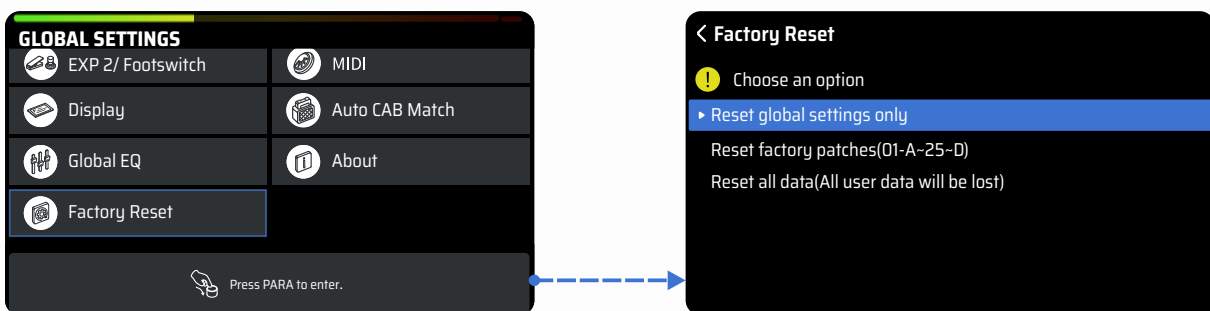 GLOBAL SETTINGS
EXP 2/ Footswitch
MIDI
Display
Auto CAB Match
Global EQ
About
Factory Reset
Press PARA to enter.
Factory Reset
Choose an option
Reset global settings only
Reset factory patches(01-A~25~D)
Reset all data(All user data will be lost)